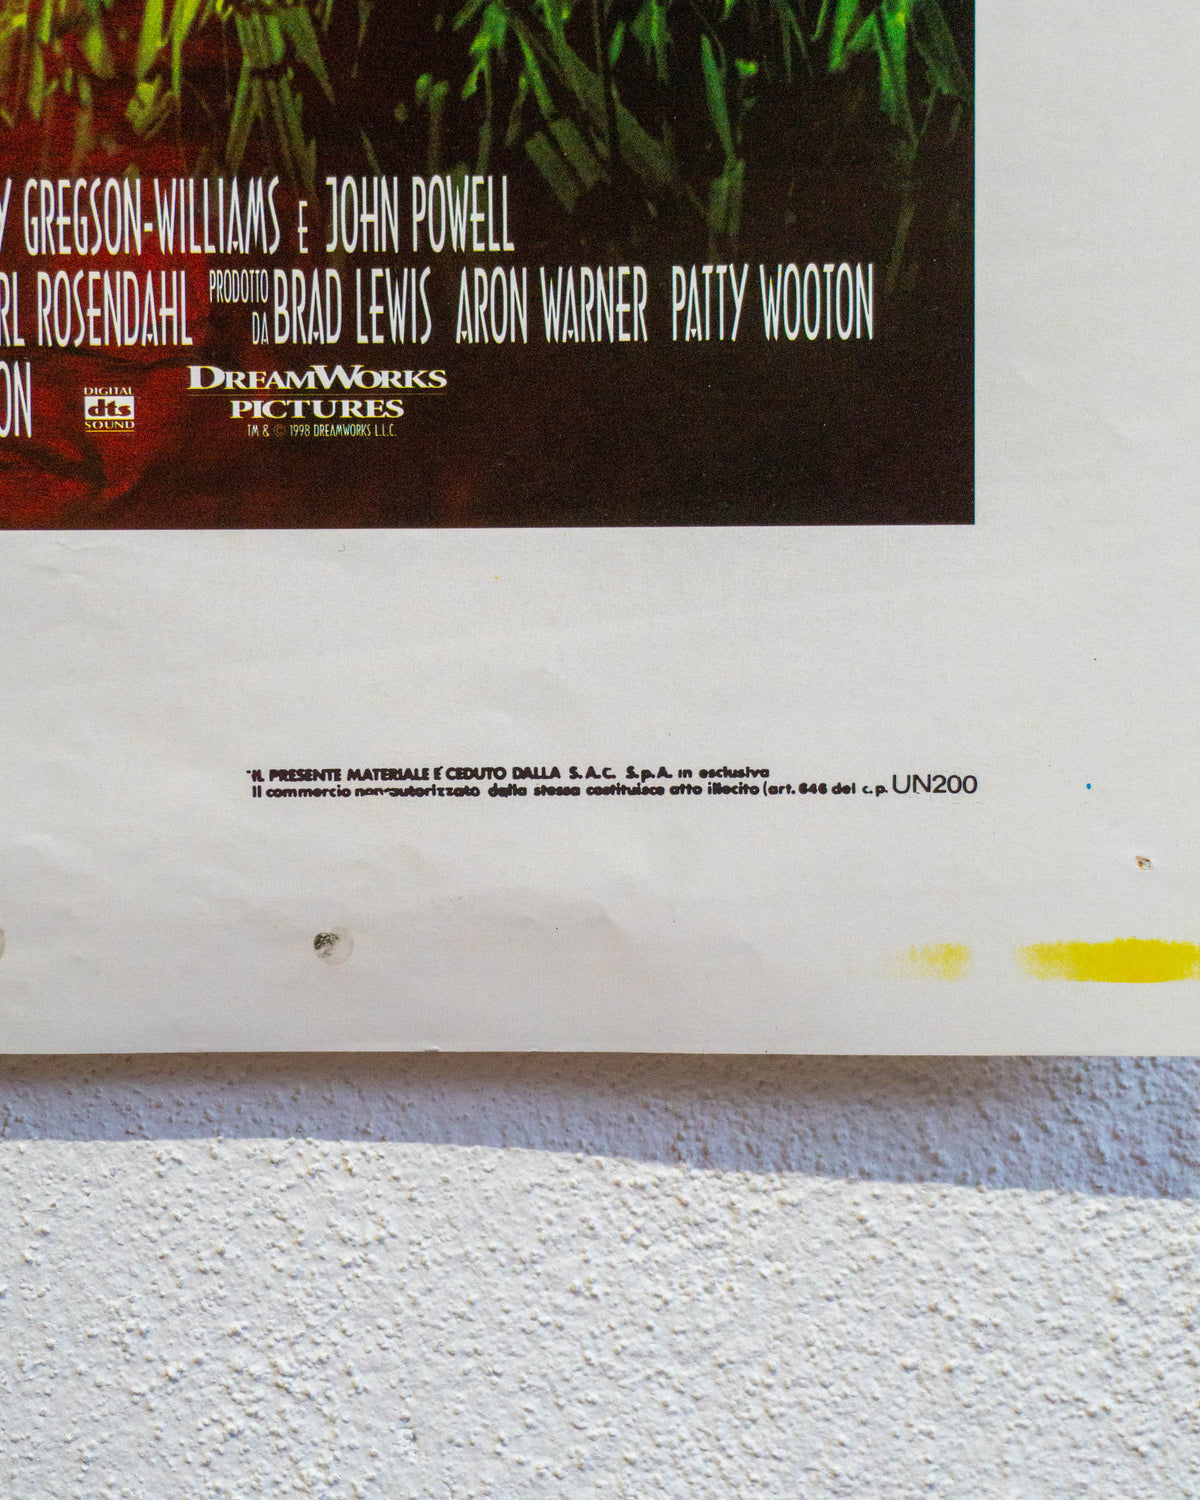 Y GREGSON-WILLIAMS E JOHN POWELL
RL ROSENDAHL PRODOTTO DA BRAD LEWIS ARON WARNER PATTY WOOTON
ON DIGITAL dts SOUND DREAMWORKS PICTURES
TM & © 1998 DREAMWORKS L.L.C.
"IL PRESENTE MATERIALE E' CEDUTO DALLA S.A.C. S.p.A. in esclusiva
Il commercio non autorizzato della stessa costituisce atto illecito (art. 646 del c.p. UN200